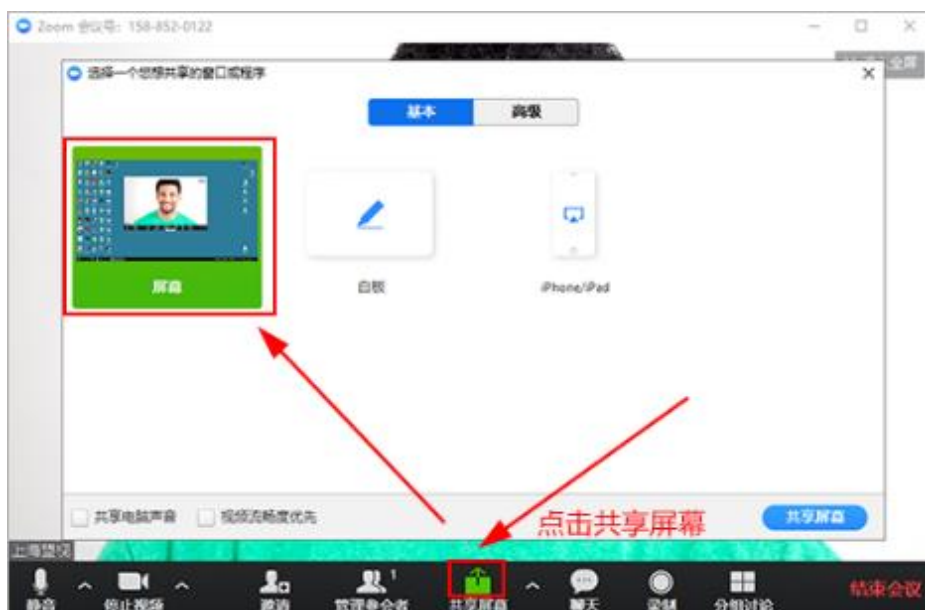 Zoom 会议号: 158-852-0122
全屏
选择一个您想共享的窗口或程序
基本
高级
屏幕
白板
iPhone/iPad
共享电脑声音
视频流畅度优先
点击共享屏幕
共享屏幕
静音
停止视频
邀请
管理参会者
1
共享屏幕
聊天
录制
分组讨论
结束会议